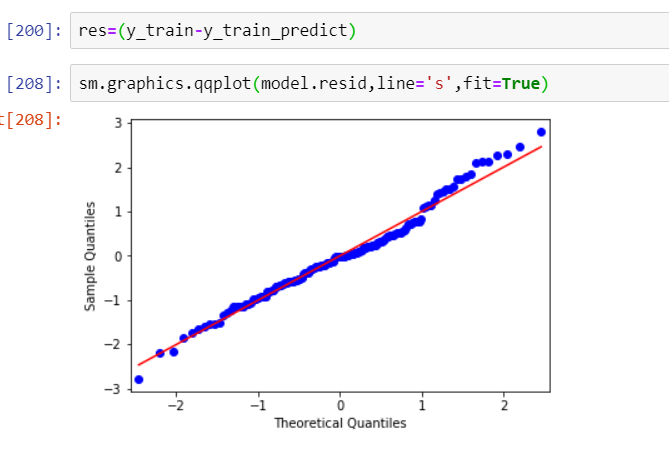 [200]: res=(y_train-y_train_predict)
[208]: sm.graphics.qqplot(model.resid,line='s',fit=True)
t[208]:
3
2
1
0
−1
−2
−3
Sample Quantiles
−2 −1 0 1 2
Theoretical Quantiles